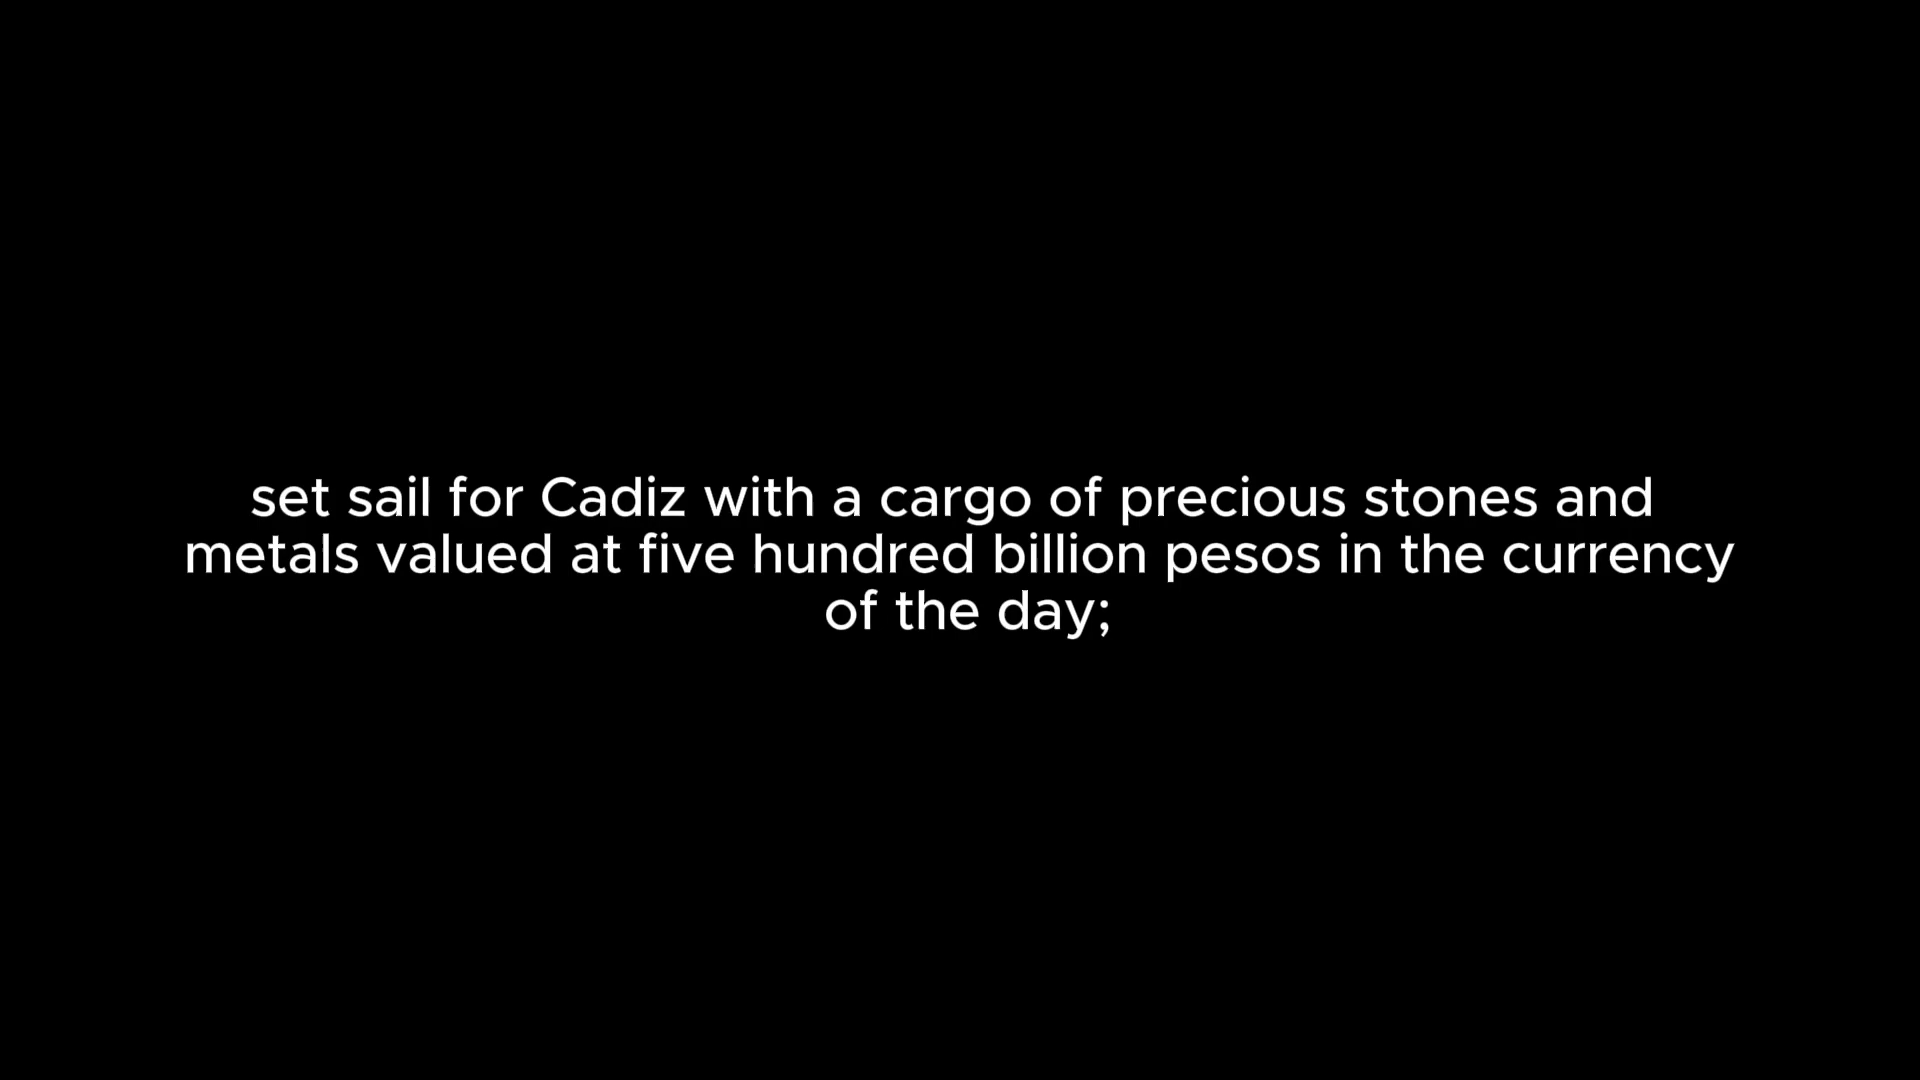 set sail for Cadiz with a cargo of precious stones and
metals valued at five hundred billion pesos in the currency
of the day;